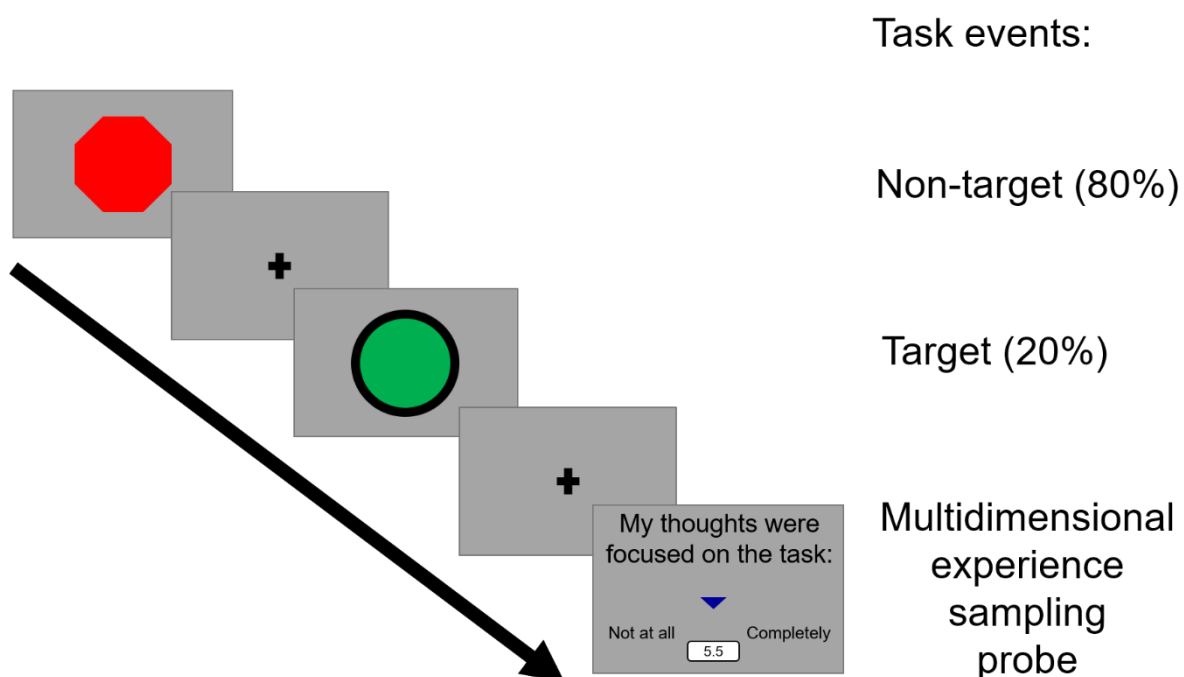 Task events:
Non-target (80%)
Target (20%)
My thoughts were
focused on the task:
Not at all
Completely
5.5
Multidimensional
experience
sampling
probe